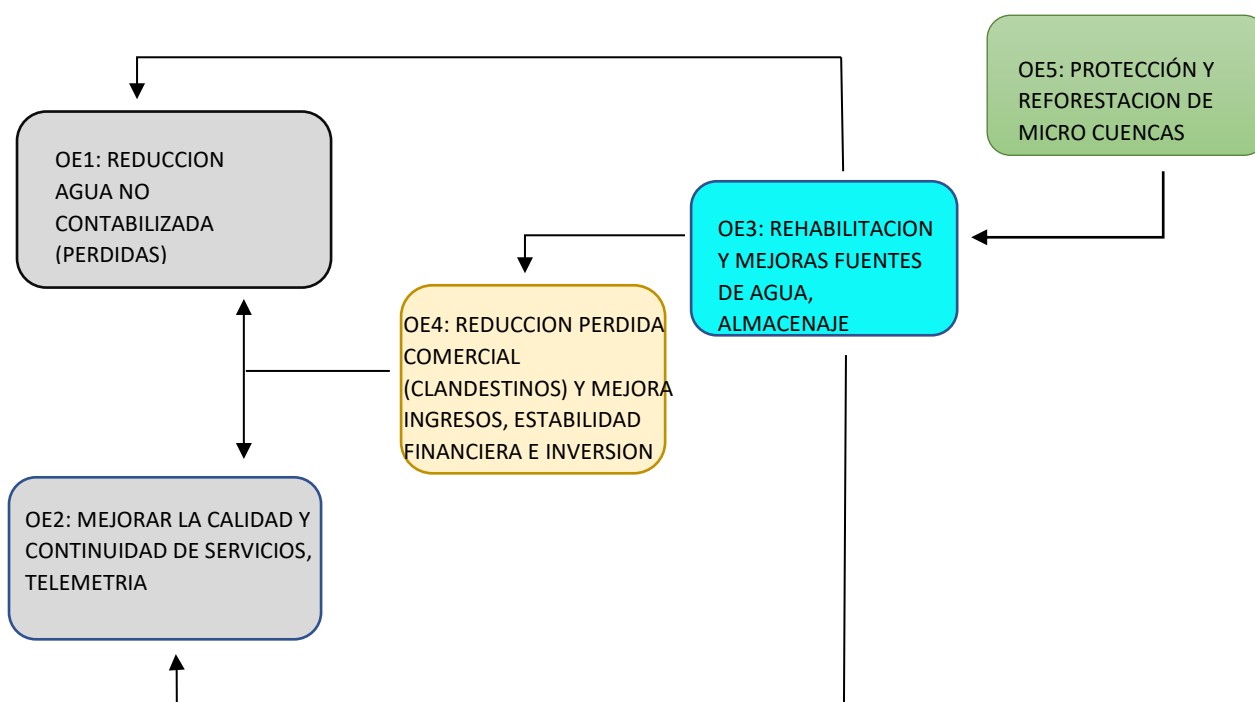 OE5: PROTECCIÓN Y
REFORESTACION DE
MICRO CUENCAS
OE1: REDUCCION
AGUA NO
CONTABILIZADA
(PERDIDAS)
OE3: REHABILITACION
Y MEJORAS FUENTES
DE AGUA,
ALMACENAJE
OE4: REDUCCION PERDIDA
COMERCIAL
(CLANDESTINOS) Y MEJORA
INGRESOS, ESTABILIDAD
FINANCIERA E INVERSION
OE2: MEJORAR LA CALIDAD Y
CONTINUIDAD DE SERVICIOS,
TELEMETRIA